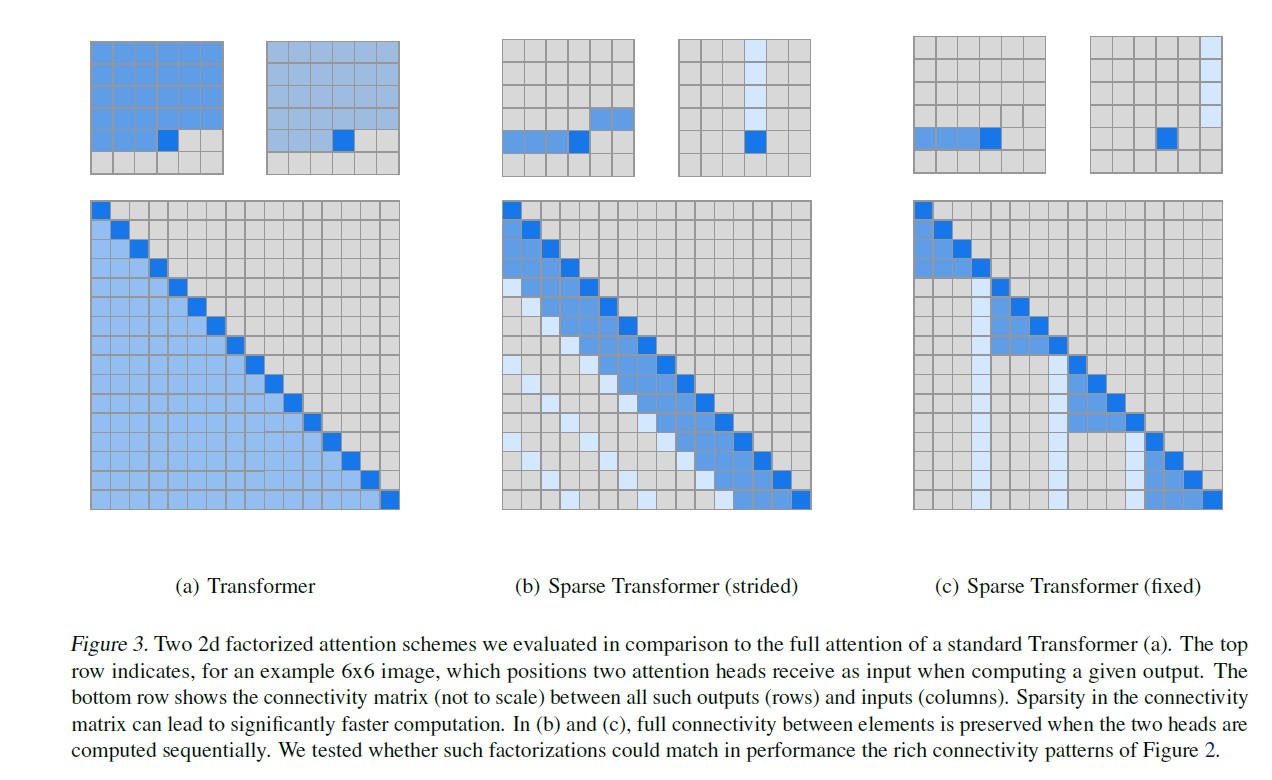 (a) Transformer
(b) Sparse Transformer (strided)
(c) Sparse Transformer (fixed)
Figure 3. Two 2d factorized attention schemes we evaluated in comparison to the full attention of a standard Transformer (a). The top
row indicates, for an example 6x6 image, which positions two attention heads receive as input when computing a given output. The
bottom row shows the connectivity matrix (not to scale) between all such outputs (rows) and inputs (columns). Sparsity in the connectivity
matrix can lead to significantly faster computation. In (b) and (c), full connectivity between elements is preserved when the two heads are
computed sequentially. We tested whether such factorizations could match in performance the rich connectivity patterns of Figure 2.